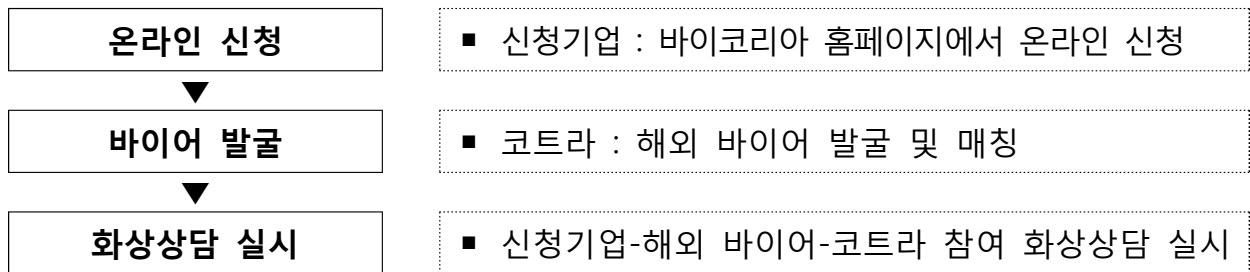 온라인 신청
■ 신청기업 : 바이코리아 홈페이지에서 온라인 신청
▼
바이어 발굴
■ 코트라 : 해외 바이어 발굴 및 매칭
▼
화상상담 실시
■ 신청기업-해외 바이어-코트라 참여 화상상담 실시